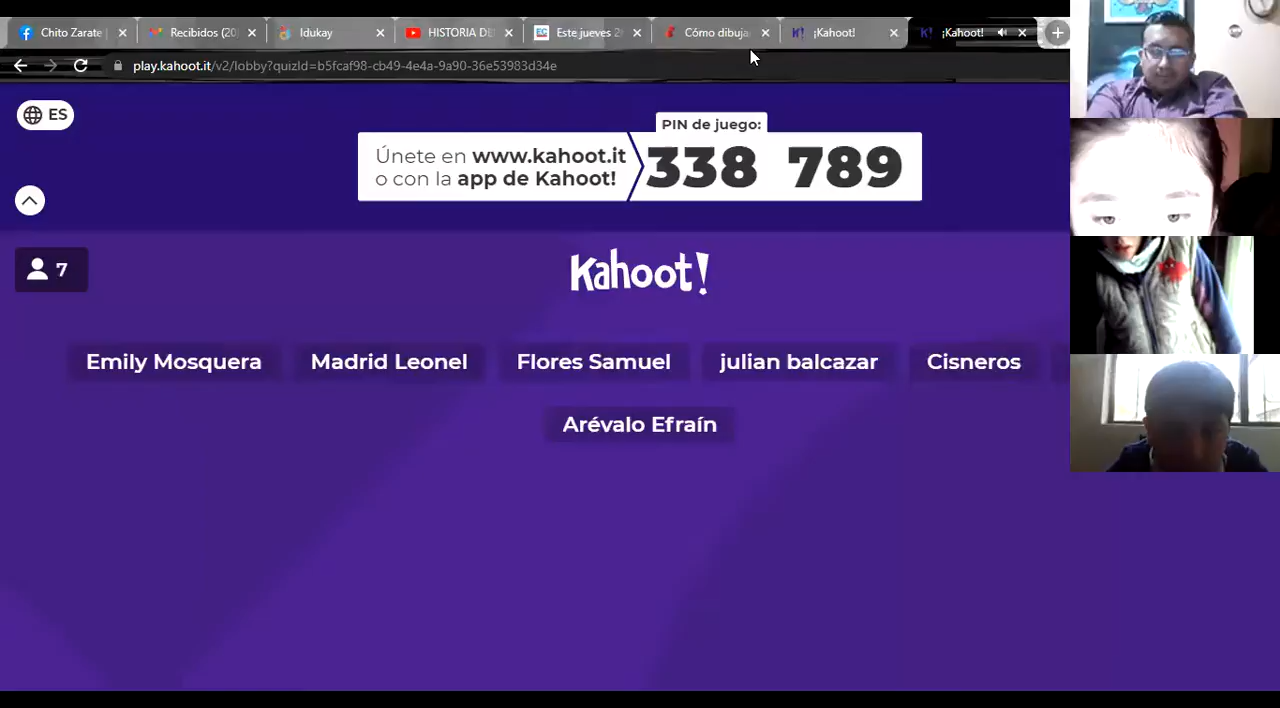 Chito Zarate
Recibidos (20
Idukay
HISTORIA DE
Este jueves 2
Cómo dibuja
¡Kahoot!
¡Kahoot!
play.kahoot.it/v2/lobby?quizId=b5fcaf98-cb49-4e4a-9a90-36e53983d34e
ES
PIN de juego:
Únete en www.kahoot.it
o con la app de Kahoot!
338 789
7
Kahoot!
Emily Mosquera
Madrid Leonel
Flores Samuel
julian balcazar
Cisneros
Arévalo Efraín